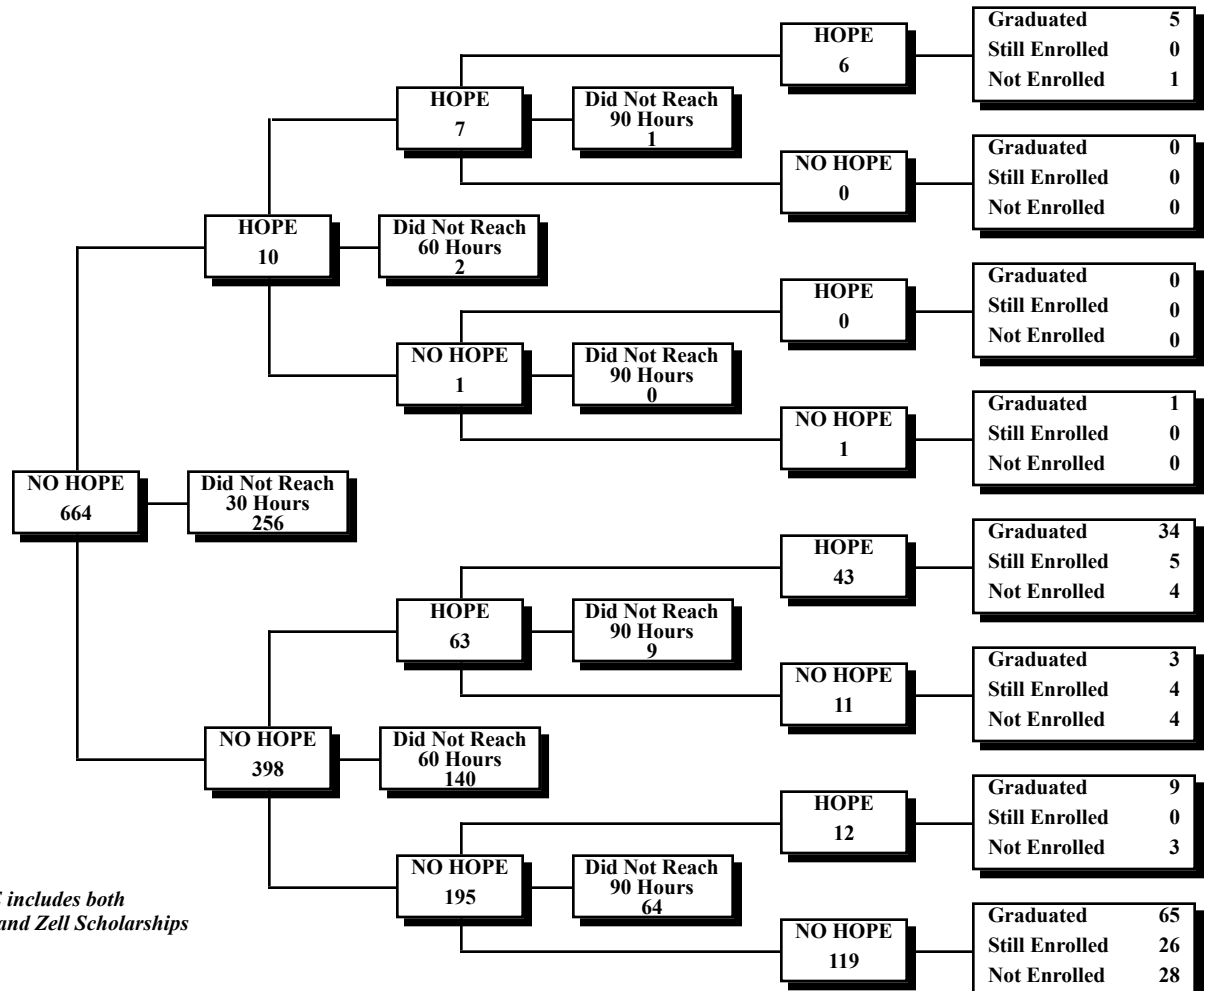 NO HOPE
664
Did Not Reach
30 Hours
256
HOPE
10
Did Not Reach
60 Hours
2
NO HOPE
398
Did Not Reach
60 Hours
140
HOPE
7
Did Not Reach
90 Hours
1
NO HOPE
1
Did Not Reach
90 Hours
0
HOPE
63
Did Not Reach
90 Hours
9
NO HOPE
195
Did Not Reach
90 Hours
64
HOPE
6
Graduated 5
Still Enrolled 0
Not Enrolled 1
NO HOPE
0
Graduated 0
Still Enrolled 0
Not Enrolled 0
HOPE
0
Graduated 0
Still Enrolled 0
Not Enrolled 0
NO HOPE
1
Graduated 1
Still Enrolled 0
Not Enrolled 0
HOPE
43
Graduated 34
Still Enrolled 5
Not Enrolled 4
NO HOPE
11
Graduated 3
Still Enrolled 4
Not Enrolled 4
HOPE
12
Graduated 9
Still Enrolled 0
Not Enrolled 3
NO HOPE
119
Graduated 65
Still Enrolled 26
Not Enrolled 28
includes both
and Zell Scholarships